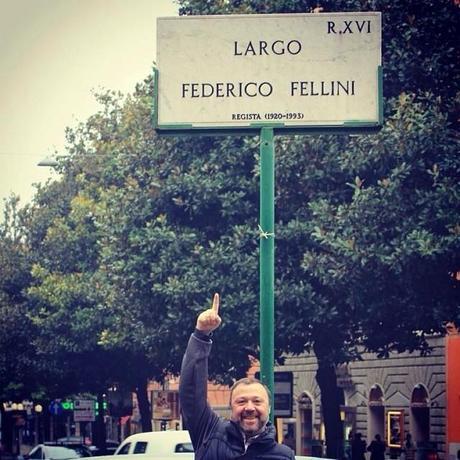 R.XVI
LARGO
FEDERICO FELLINI
REGISTA (1920-1993)